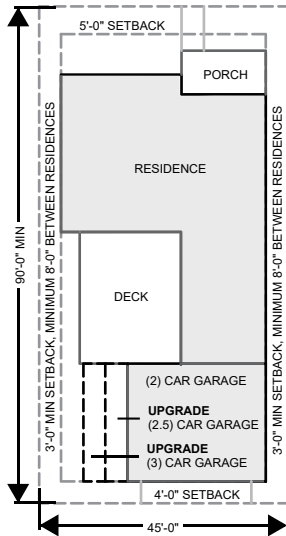 5'-0" SETBACK
PORCH
RESIDENCE
90'-0" MIN
3'-0" MIN SETBACK, MINIMUM 8'-0" BETWEEN RESIDENCES
3'-0" MIN SETBACK, MINIMUM 8'-0" BETWEEN RESIDENCES
DECK
(2) CAR GARAGE
UPGRADE
(2.5) CAR GARAGE
UPGRADE
(3) CAR GARAGE
4'-0" SETBACK
45'-0"